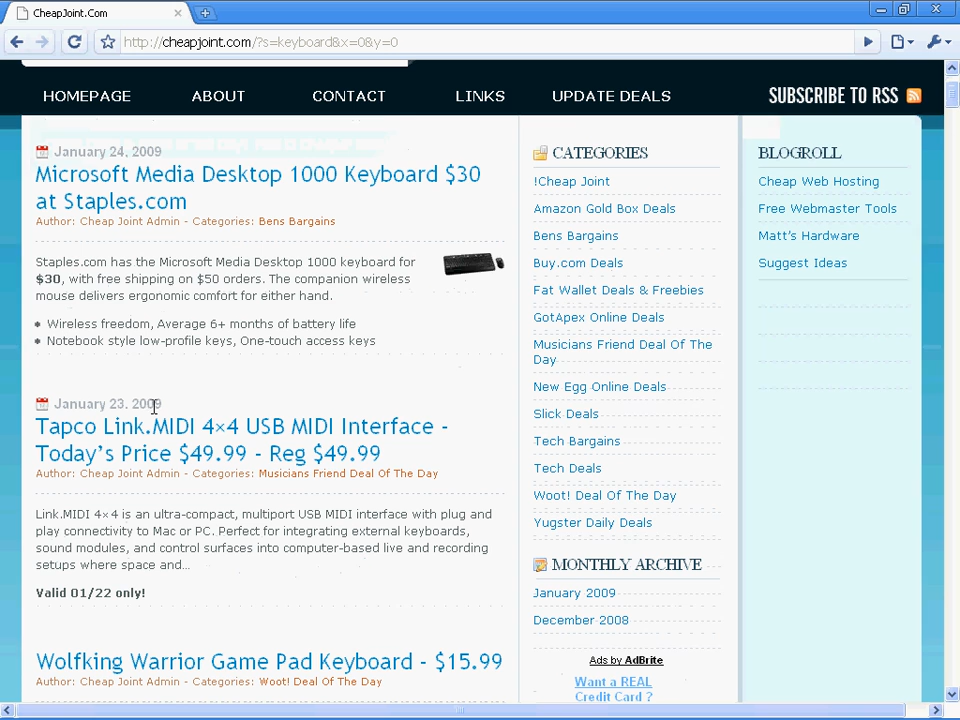 CheapJoint.Com
http://cheapjoint.com/?s=keyboard&x=0&y=0
HOMEPAGE ABOUT CONTACT LINKS UPDATE DEALS SUBSCRIBE TO RSS
January 24, 2009
Microsoft Media Desktop 1000 Keyboard $30
at Staples.com
Author: Cheap Joint Admin - Categories: Bens Bargains
Staples.com has the Microsoft Media Desktop 1000 keyboard for
$30, with free shipping on $50 orders. The companion wireless
mouse delivers ergonomic comfort for either hand.
Wireless freedom, Average 6+ months of battery life
Notebook style low-profile keys, One-touch access keys
January 23, 2009
Tapco Link.MIDI 4×4 USB MIDI Interface -
Today's Price $49.99 - Reg $49.99
Author: Cheap Joint Admin - Categories: Musicians Friend Deal Of The Day
Link.MIDI 4×4 is an ultra-compact, multiport USB MIDI interface with plug and
play connectivity to Mac or PC. Perfect for integrating external keyboards,
sound modules, and control surfaces into computer-based live and recording
setups where space and...
Valid 01/22 only!
Wolfking Warrior Game Pad Keyboard - $15.99
Author: Cheap Joint Admin - Categories: Woot! Deal Of The Day
CATEGORIES
!Cheap Joint
Amazon Gold Box Deals
Bens Bargains
Buy.com Deals
Fat Wallet Deals & Freebies
GotApex Online Deals
Musicians Friend Deal Of The
Day
New Egg Online Deals
Slick Deals
Tech Bargains
Tech Deals
Woot! Deal Of The Day
Yugster Daily Deals
MONTHLY ARCHIVE
January 2009
December 2008
Ads by AdBrite
Want a REAL
Credit Card ?
BLOGROLL
Cheap Web Hosting
Free Webmaster Tools
Matt's Hardware
Suggest Ideas